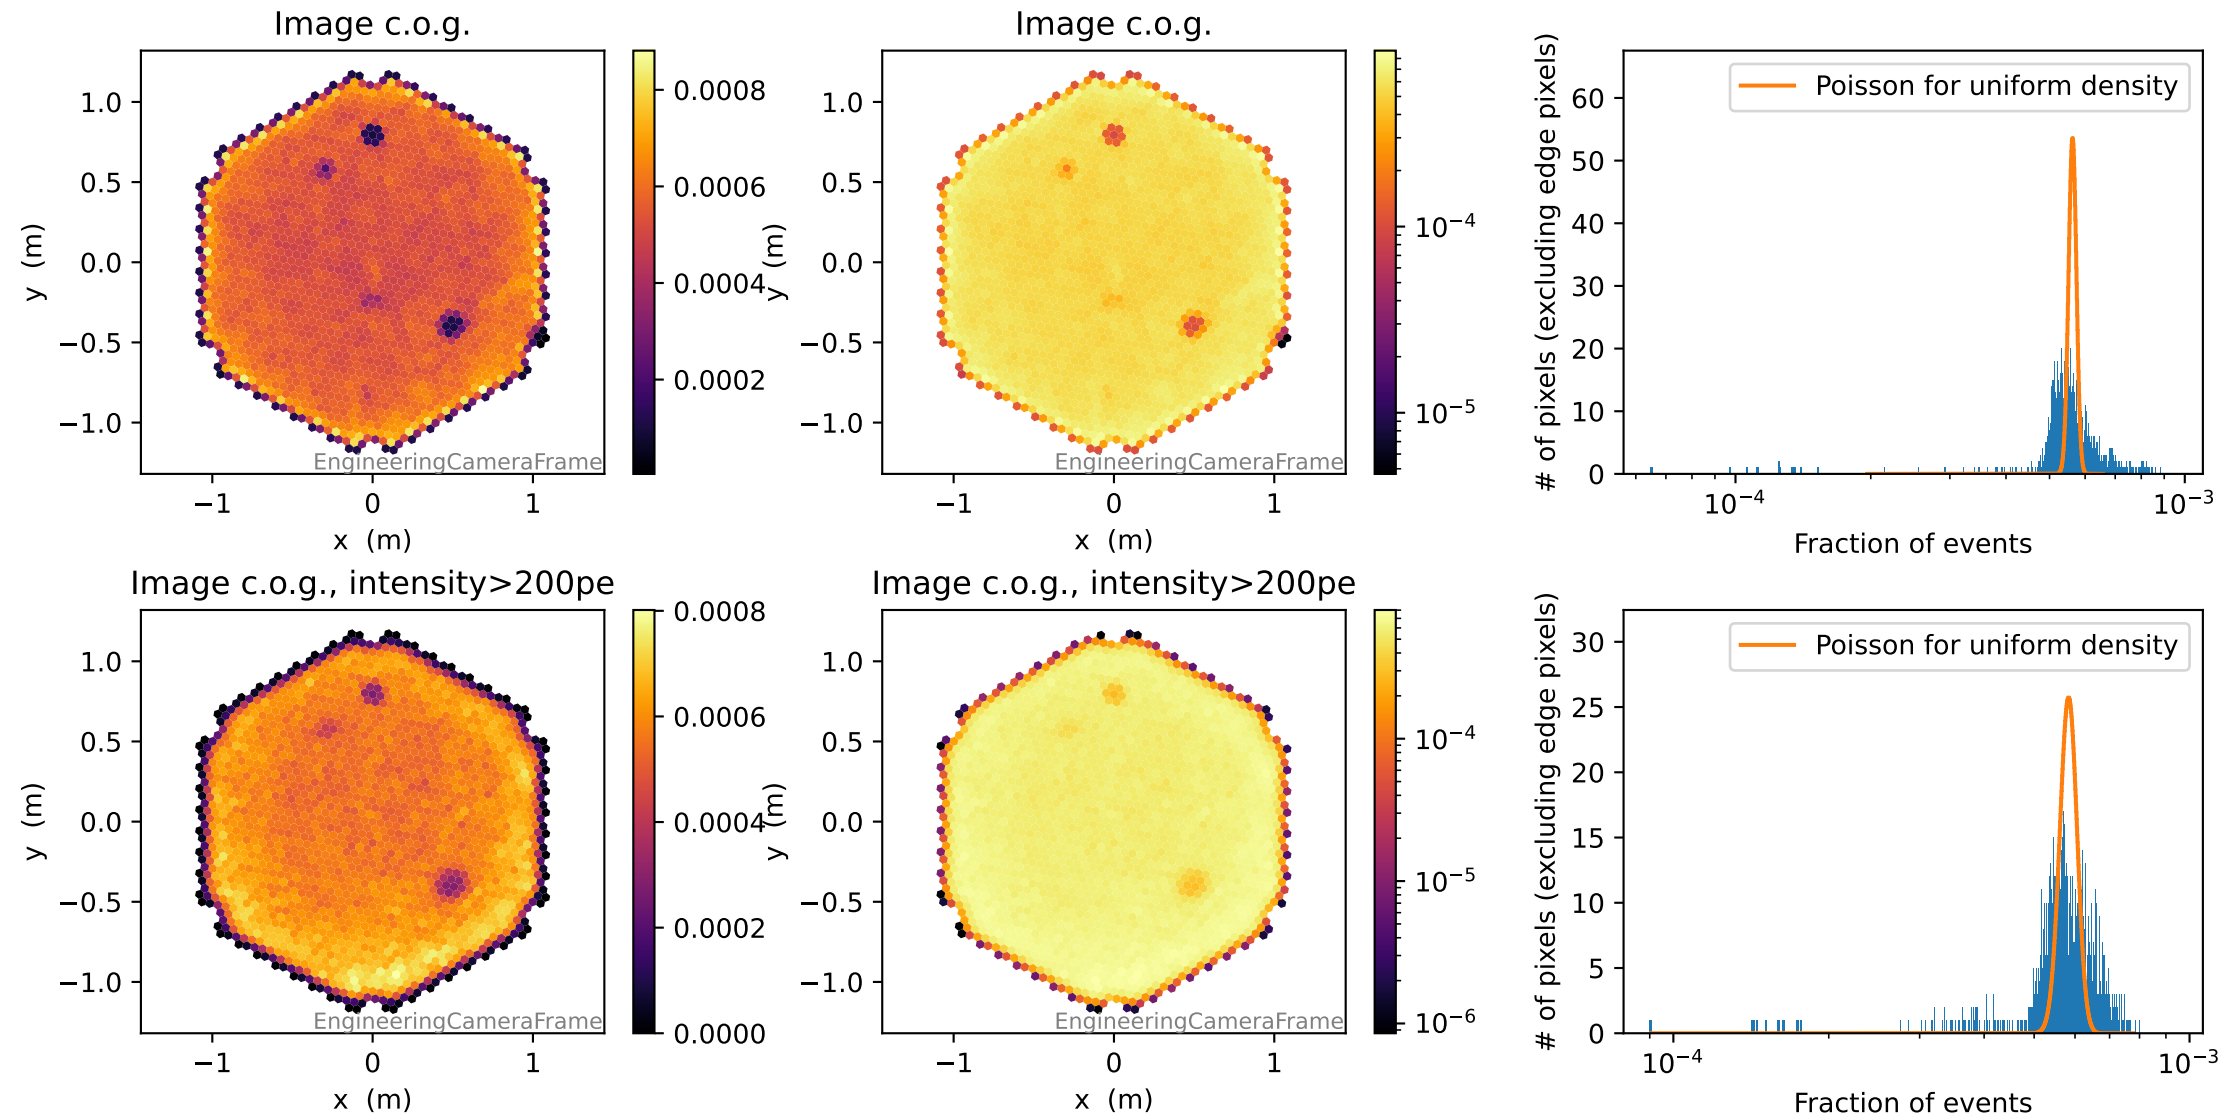 Image c.o.g.
1.0
0.5
0.0
−0.5
−1.0
y (m)
−1
0
1
x (m)
EngineeringCameraFrame
0.0008
0.0006
0.0004
0.0002
Image c.o.g.
1.0
0.5
0.0
−0.5
−1.0
y (m)
−1
0
1
x (m)
EngineeringCameraFrame
10⁻⁴
10⁻⁵
Poisson for uniform density
# of pixels (excluding edge pixels)
60
50
40
30
20
10
0
10⁻⁴
10⁻³
Fraction of events
Image c.o.g., intensity>200pe
1.0
0.5
0.0
−0.5
−1.0
y (m)
−1
0
1
x (m)
EngineeringCameraFrame
0.0008
0.0006
0.0004
0.0002
0.0000
Image c.o.g., intensity>200pe
1.0
0.5
0.0
−0.5
−1.0
y (m)
−1
0
1
x (m)
EngineeringCameraFrame
10⁻⁴
10⁻⁵
10⁻⁶
Poisson for uniform density
# of pixels (excluding edge pixels)
30
25
20
15
10
5
0
10⁻⁴
10⁻³
Fraction of events